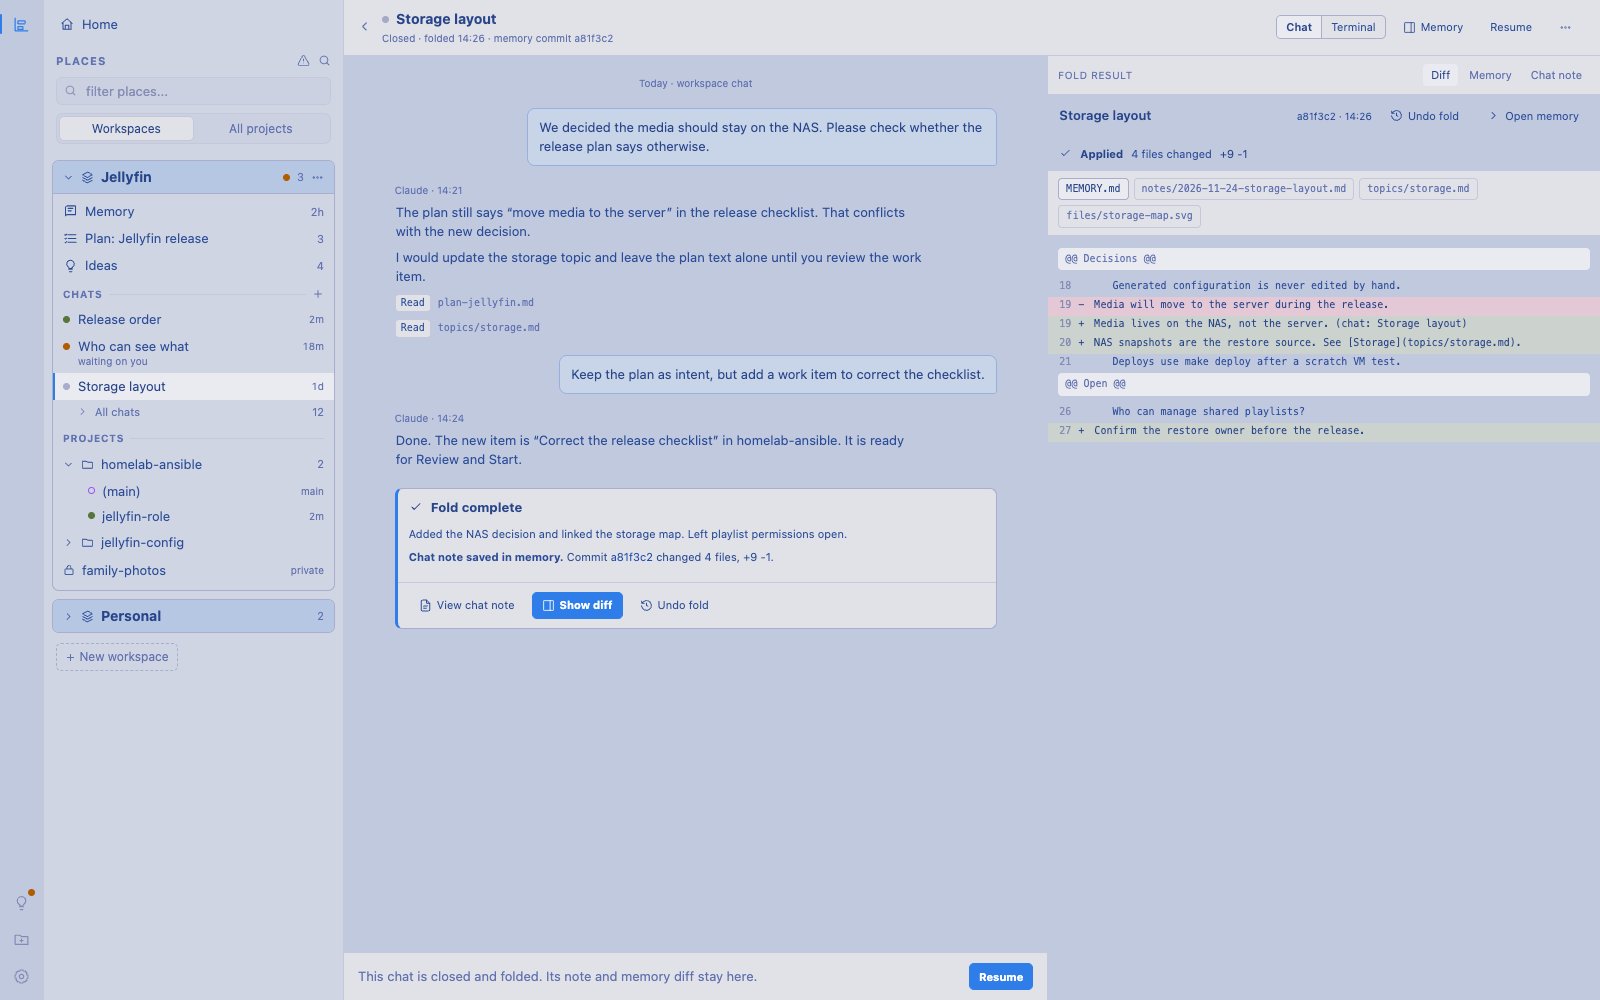 Home
PLACES
filter places...
Workspaces
All projects
Jellyfin
3
Memory
2h
Plan: Jellyfin release
3
Ideas
4
CHATS
Release order
2m
Who can see what
18m
waiting on you
Storage layout
1d
All chats
12
PROJECTS
homelab-ansible
2
(main)
main
jellyfin-role
2m
jellyfin-config
family-photos
private
Personal
2
+ New workspace
Storage layout
Closed · folded 14:26 · memory commit a81f3c2
Chat
Terminal
Memory
Resume
Today · workspace chat
We decided the media should stay on the NAS. Please check whether the
release plan says otherwise.
Claude · 14:21
The plan still says “move media to the server” in the release checklist. That conflicts
with the new decision.
I would update the storage topic and leave the plan text alone until you review the work
item.
Read plan-jellyfin.md
Read topics/storage.md
Keep the plan as intent, but add a work item to correct the checklist.
Claude · 14:24
Done. The new item is “Correct the release checklist” in homelab-ansible. It is ready
for Review and Start.
Fold complete
Added the NAS decision and linked the storage map. Left playlist permissions open.
Chat note saved in memory. Commit a81f3c2 changed 4 files, +9 -1.
View chat note
Show diff
Undo fold
This chat is closed and folded. Its note and memory diff stay here.
Resume
FOLD RESULT
Diff
Memory
Chat note
Storage layout
a81f3c2 · 14:26
Undo fold
Open memory
Applied 4 files changed +9 -1
MEMORY.md
notes/2026-11-24-storage-layout.md
topics/storage.md
files/storage-map.svg
@@ Decisions @@
18 Generated configuration is never edited by hand.
19 − Media will move to the server during the release.
19 + Media lives on the NAS, not the server. (chat: Storage layout)
20 + NAS snapshots are the restore source. See [Storage](topics/storage.md).
21 Deploys use make deploy after a scratch VM test.
@@ Open @@
26 Who can manage shared playlists?
27 + Confirm the restore owner before the release.